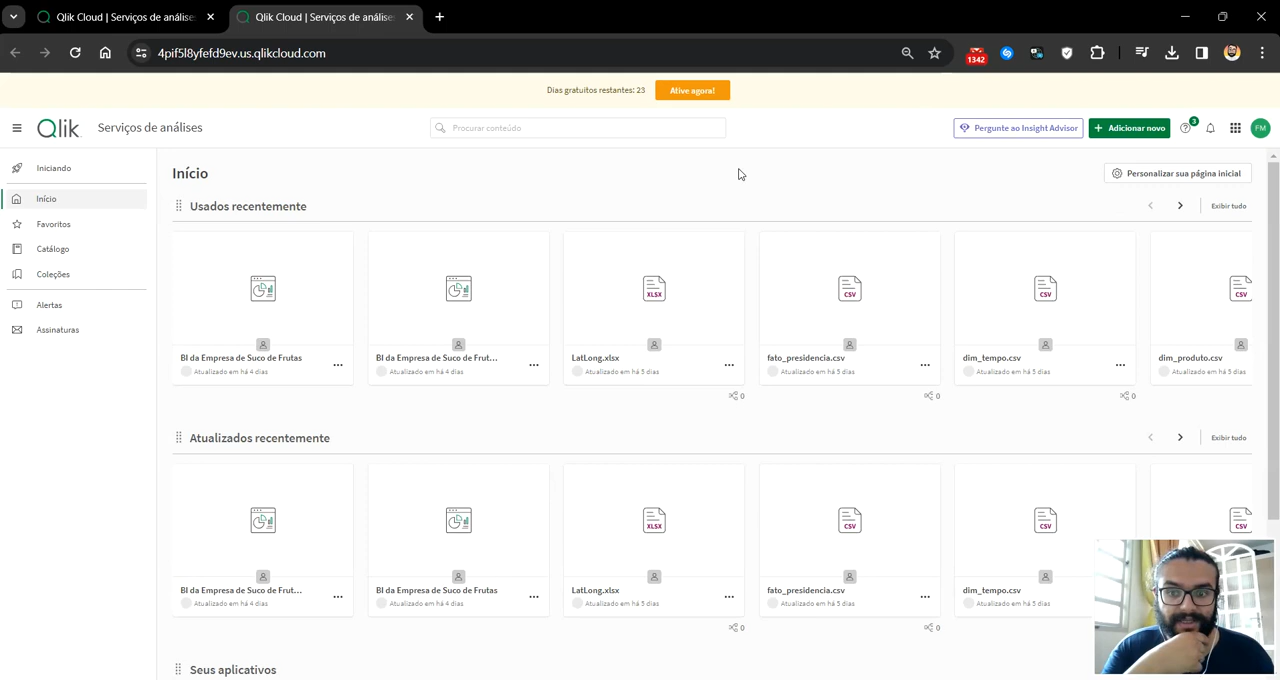 Qlik Cloud | Serviços de análises
Qlik Cloud | Serviços de análises
4pif5l8yfefd9ev.us.qlikcloud.com
1342
Dias gratuitos restantes: 23
Ative agora!
Qlik
Serviços de análises
Procurar conteúdo
Pergunte ao Insight Advisor
Adicionar novo
3
FM
Iniciando
Início
Favoritos
Catálogo
Coleções
Alertas
Assinaturas
Início
Personalizar sua página inicial
Usados recentemente
Exibir tudo
XLSX
CSV
CSV
CSV
BI da Empresa de Suco de Frutas
Atualizado em há 4 dias
BI da Empresa de Suco de Frut...
Atualizado em há 4 dias
LatLong.xlsx
Atualizado em há 5 dias
0
fato_presidencia.csv
Atualizado em há 5 dias
0
dim_tempo.csv
Atualizado em há 5 dias
0
dim_produto.csv
Atualizado em há 5 dias
Atualizados recentemente
Exibir tudo
XLSX
CSV
CSV
CSV
BI da Empresa de Suco de Frut...
Atualizado em há 4 dias
BI da Empresa de Suco de Frutas
Atualizado em há 4 dias
LatLong.xlsx
Atualizado em há 5 dias
0
fato_presidencia.csv
Atualizado em há 5 dias
0
dim_tempo.csv
Atualizado em há 5 dias
Seus aplicativos